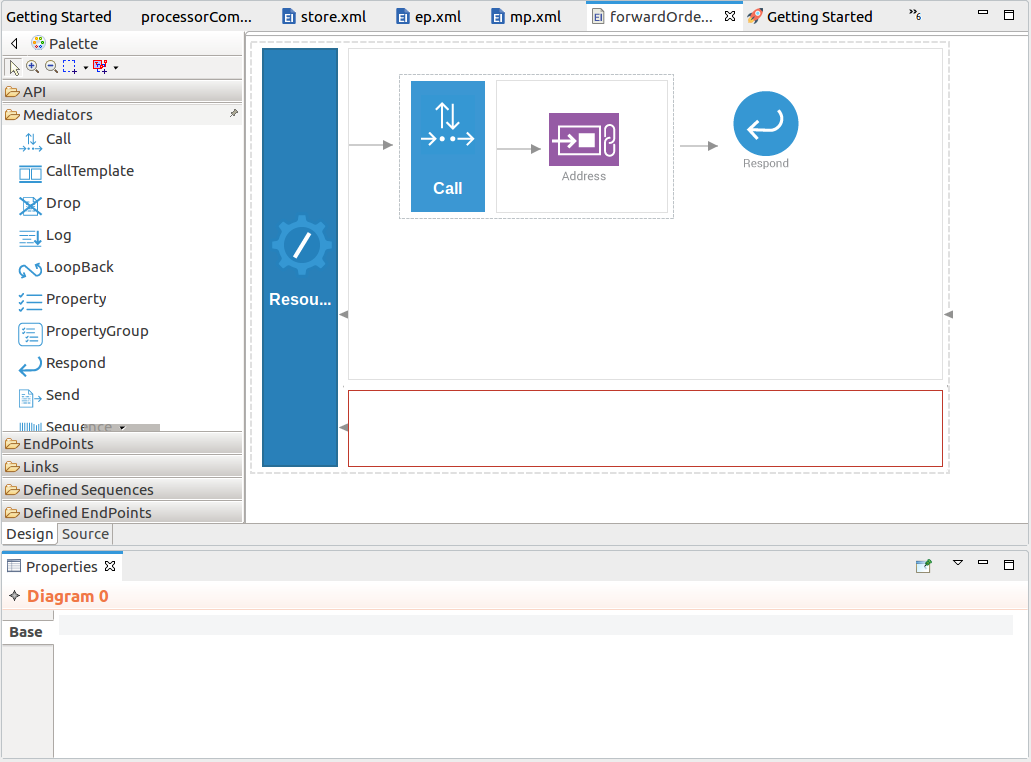 Getting Started processorCom... store.xml ep.xml mp.xml forwardOrde... Getting Started »6
Palette
API
Mediators
Call
CallTemplate
Drop
Log
LoopBack
Property
PropertyGroup
Respond
Send
Sequence
EndPoints
Links
Defined Sequences
Defined EndPoints
Resou...
Call
Address
Respond
Design Source
Properties
Diagram 0
Base